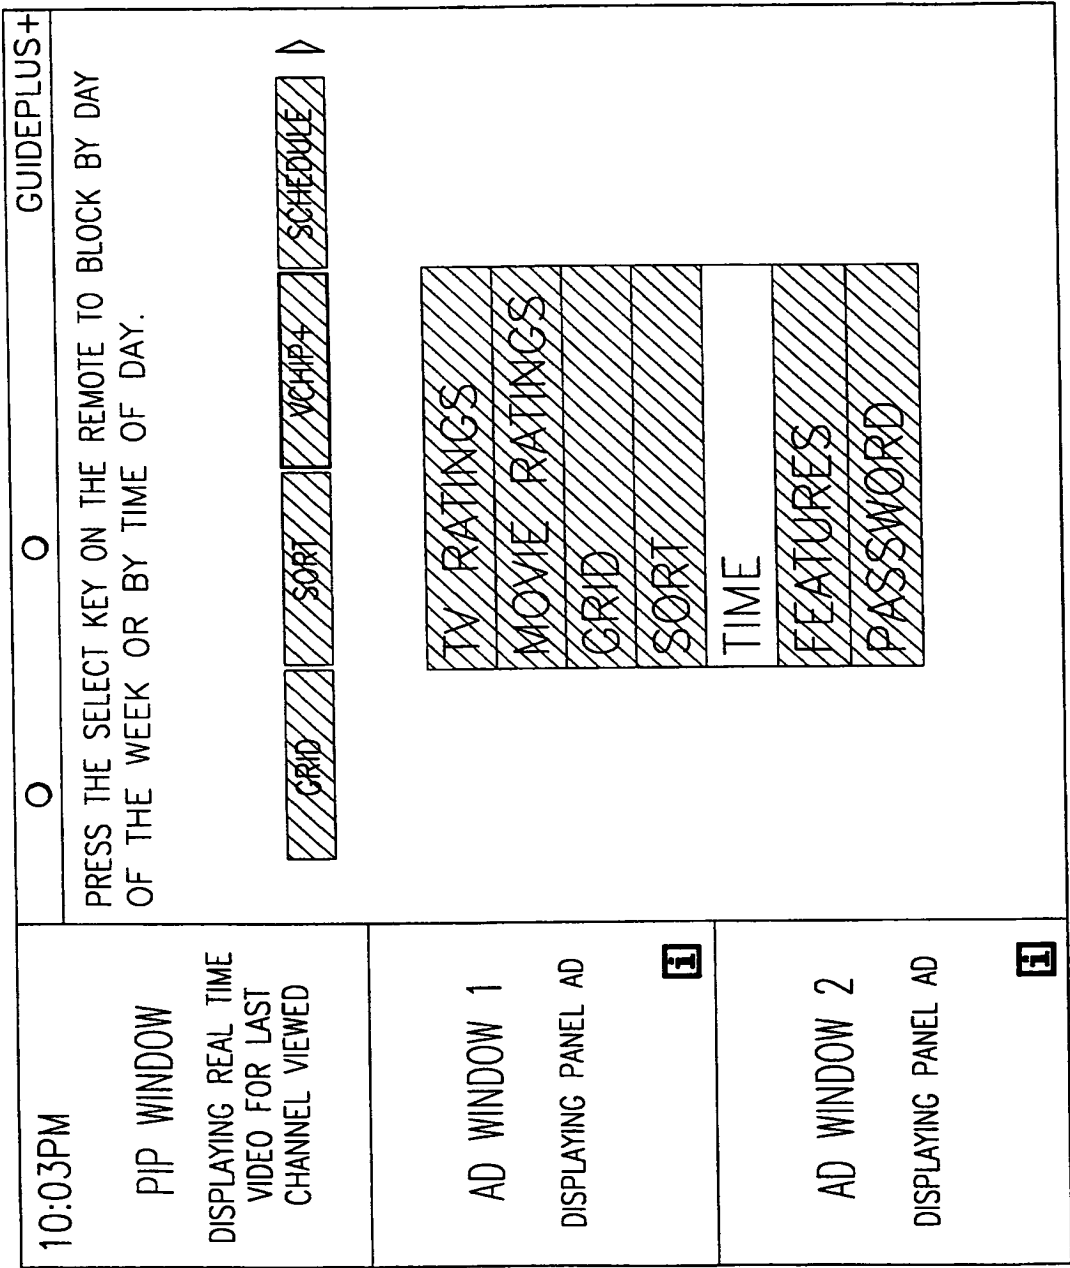 10:03PM
PIP WINDOW
DISPLAYING REAL TIME
VIDEO FOR LAST
CHANNEL VIEWED
AD WINDOW 1
DISPLAYING PANEL AD
i
AD WINDOW 2
DISPLAYING PANEL AD
i
GUIDEPLUS+
PRESS THE SELECT KEY ON THE REMOTE TO BLOCK BY DAY
OF THE WEEK OR BY TIME OF DAY.
GRID SORT VCHIP+ SCHEDULE
TV RATINGS
MOVIE RATINGS
GRID
SORT
TIME
FEATURES
PASSWORD